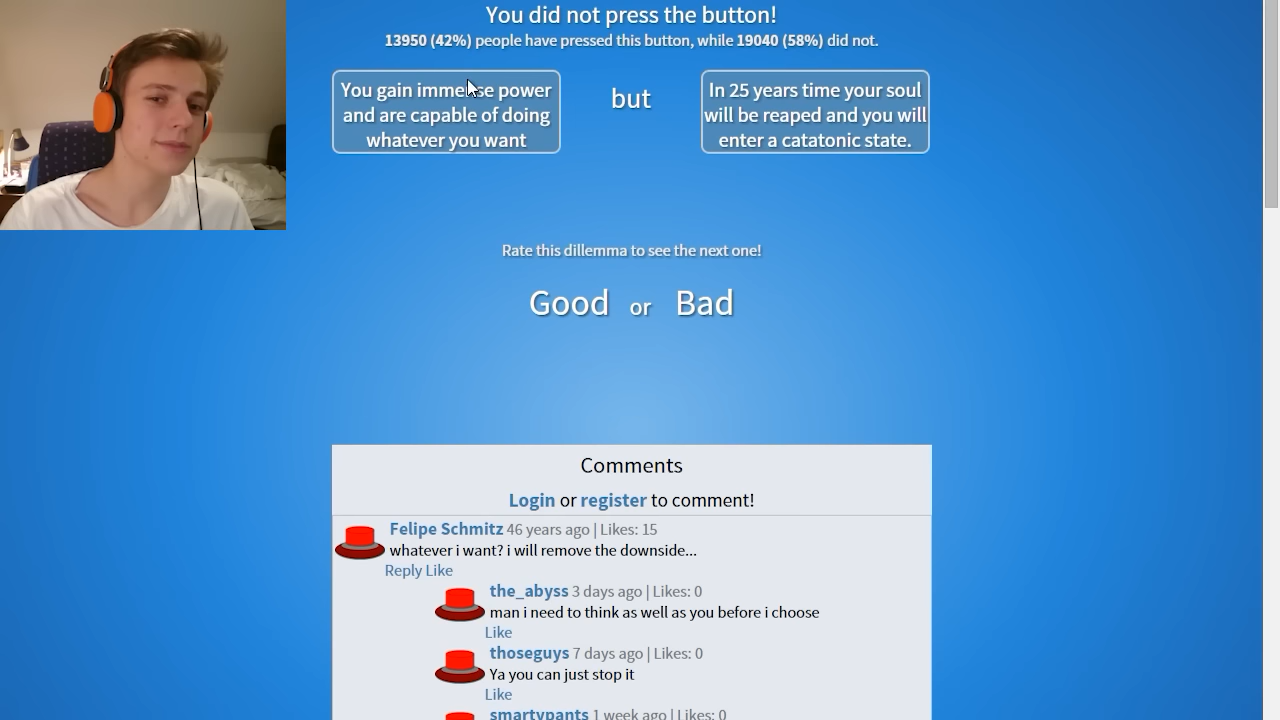 You did not press the button!
13950 (42%) people have pressed this button, while 19040 (58%) did not.
You gain immense power
and are capable of doing
whatever you want
but
In 25 years time your soul
will be reaped and you will
enter a catatonic state.
Rate this dillemma to see the next one!
Good or Bad
Comments
Login or register to comment!
Felipe Schmitz 46 years ago | Likes: 15
whatever i want? i will remove the downside...
Reply Like
the_abyss 3 days ago | Likes: 0
man i need to think as well as you before i choose
Like
thoseguys 7 days ago | Likes: 0
Ya you can just stop it
Like
smartypants 1 week ago | Likes: 0